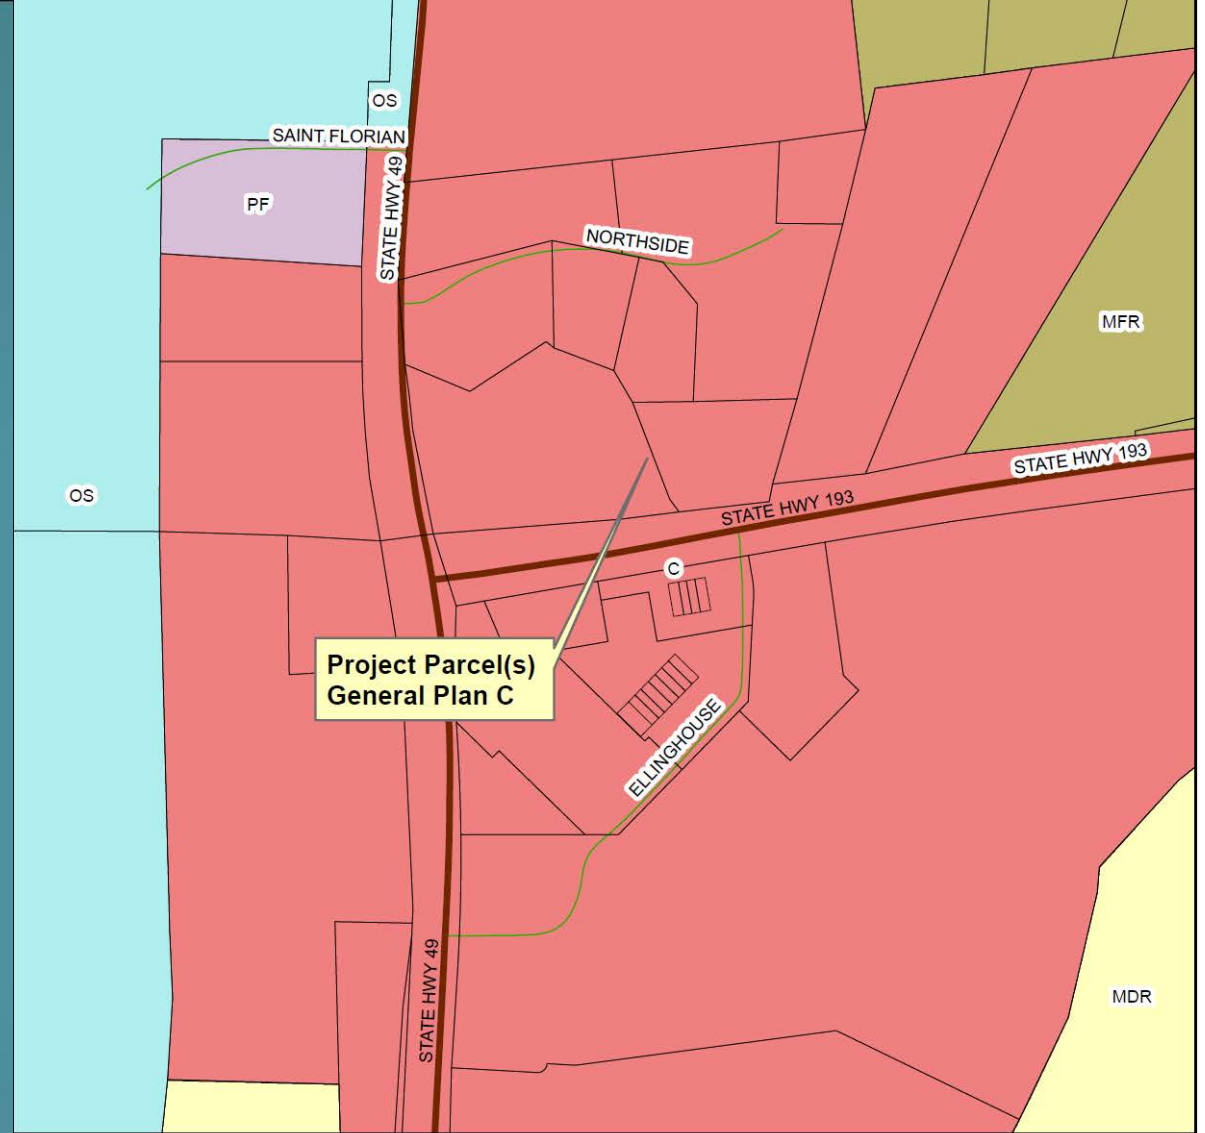 OS
SAINT FLORIAN
STATE HWY 49
PF
NORTHSIDE
MFR
STATE HWY 193
OS
STATE HWY 193
C
Project Parcel(s)
General Plan C
ELLINGHOUSE
STATE HWY 49
MDR